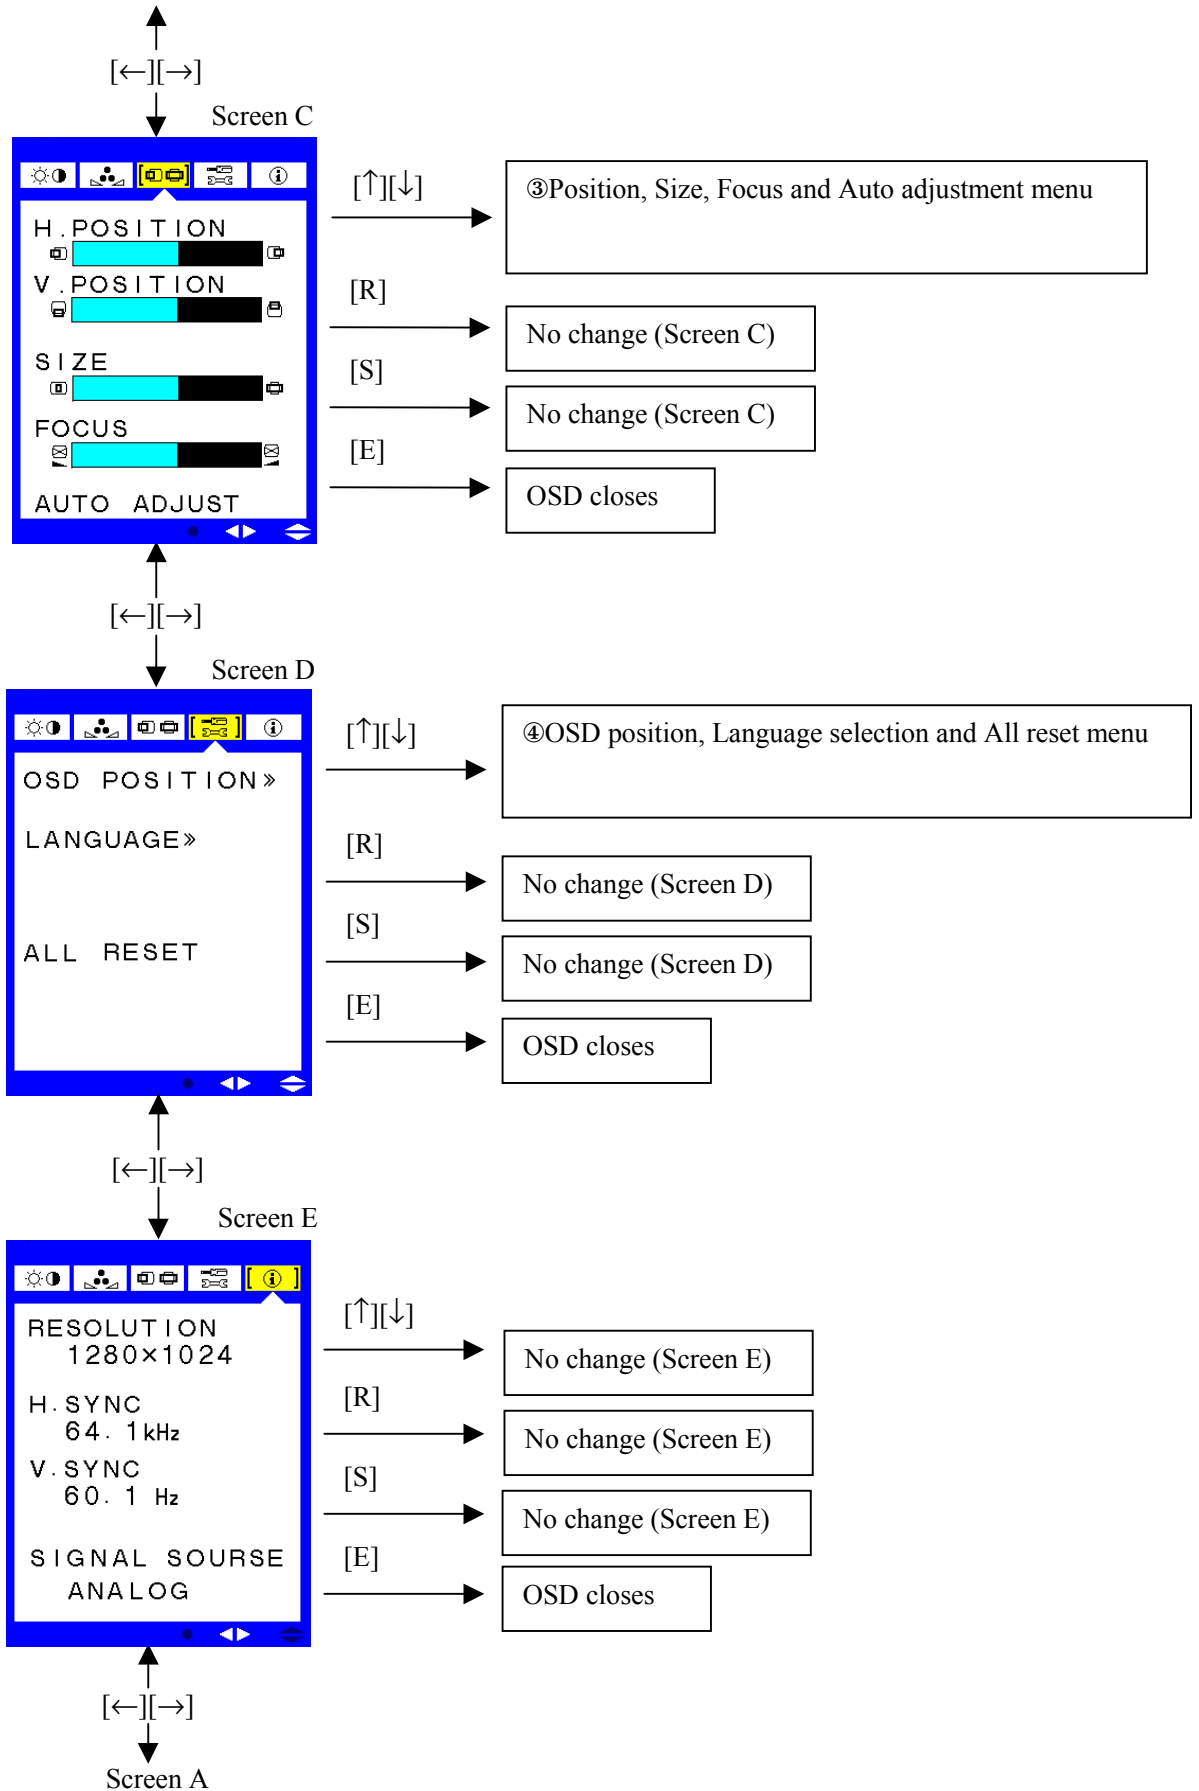 [←][→]
Screen C
H.POSITION
V.POSITION
SIZE
FOCUS
AUTO ADJUST
[↑][↓]
③Position, Size, Focus and Auto adjustment menu
[R]
No change (Screen C)
[S]
No change (Screen C)
[E]
OSD closes
[←][→]
Screen D
OSD POSITION»
LANGUAGE»
ALL RESET
[↑][↓]
④OSD position, Language selection and All reset menu
[R]
No change (Screen D)
[S]
No change (Screen D)
[E]
OSD closes
[←][→]
Screen E
RESOLUTION
1280×1024
H.SYNC
64.1kHz
V.SYNC
60.1 Hz
SIGNAL SOURSE
ANALOG
[↑][↓]
No change (Screen E)
[R]
No change (Screen E)
[S]
No change (Screen E)
[E]
OSD closes
[←][→]
Screen A